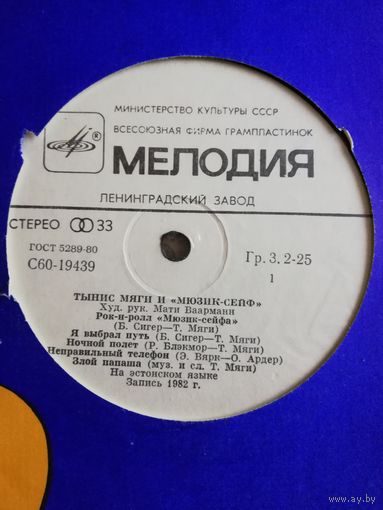 МИНИСТЕРСТВО КУЛЬТУРЫ СССР
ВСЕСОЮЗНАЯ ФИРМА ГРАМПЛАСТИНОК
МЕЛОДИЯ
ЛЕНИНГРАДСКИЙ ЗАВОД
СТЕРЕО 33
ГОСТ 5289-80
С60-19439
Гр. 3. 2-25
1
ТЫНИС МЯГИ И «МЮЗИК-СЕЙФ»
Худ. рук. Мати Ваарманн
Рок-н-ролл «Мюзик-сейфа»
(Б. Сигер—Т. Мяги)
Я выбрал путь (Б. Сигер—Т. Мяги)
Ночной полет (Р. Блэкмор—Т. Мяги)
Неправильный телефон (Э. Вярк—О. Ардер)
Злой папаша (муз. и сл. Т. Мяги)
На эстонском языке
Запись 1982 г.
www.ay.by